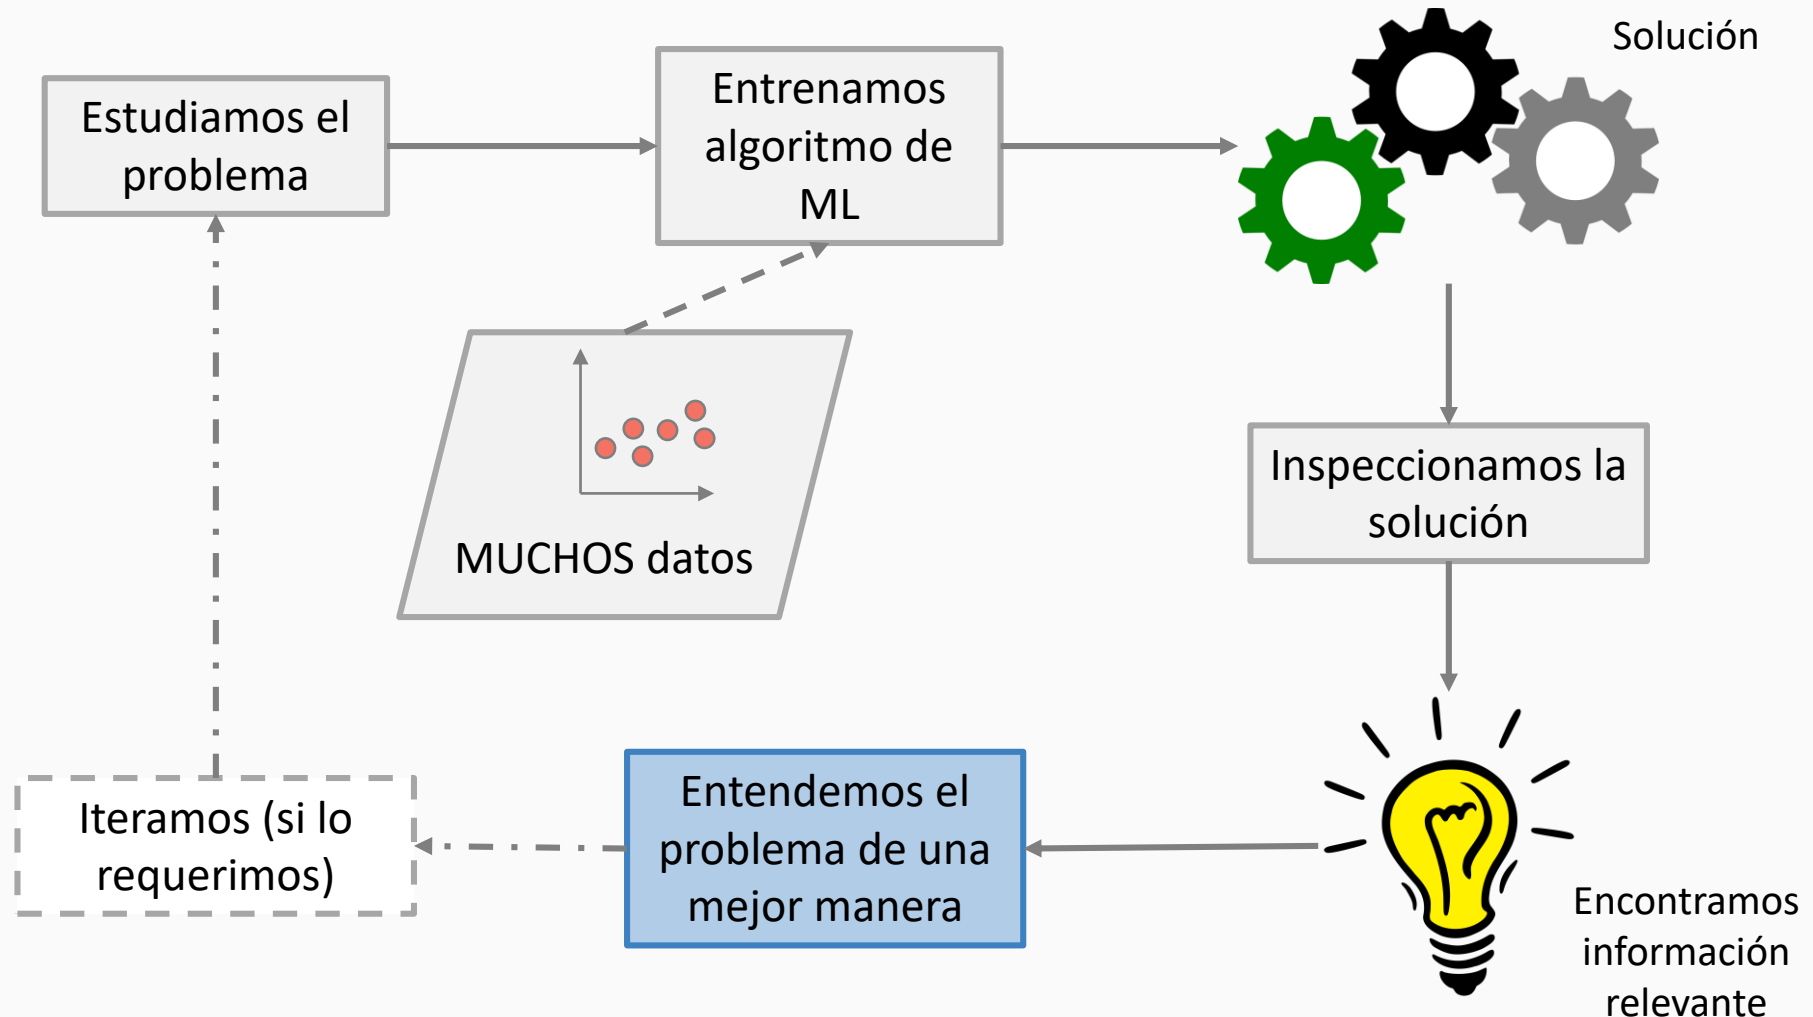 Estudiamos el
problema
Entrenamos
algoritmo de
ML
Solución
MUCHOS datos
Inspeccionamos la
solución
Encontramos
información
relevante
Entendemos el
problema de una
mejor manera
Iteramos (si lo
requerimos)